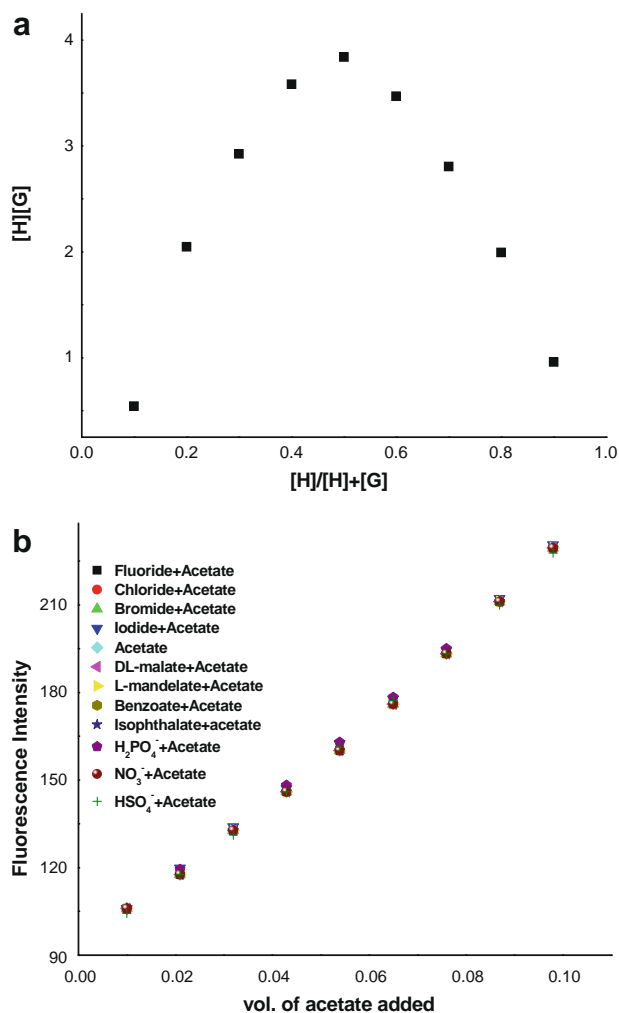 a
4
3
2
1
[H][G]
0.0 0.2 0.4 0.6 0.8 1.0
[H]/[H]+[G]
b
Fluoride+Acetate
Chloride+Acetate
Bromide+Acetate
Iodide+Acetate
Acetate
DL-malate+Acetate
L-mandelate+Acetate
Benzoate+Acetate
Isophthalate+acetate
H₂PO₄⁻+Acetate
NO₃⁻+Acetate
HSO₄⁻+Acetate
210
180
150
120
90
Fluorescence Intensity
0.00 0.02 0.04 0.06 0.08 0.10
vol. of acetate added